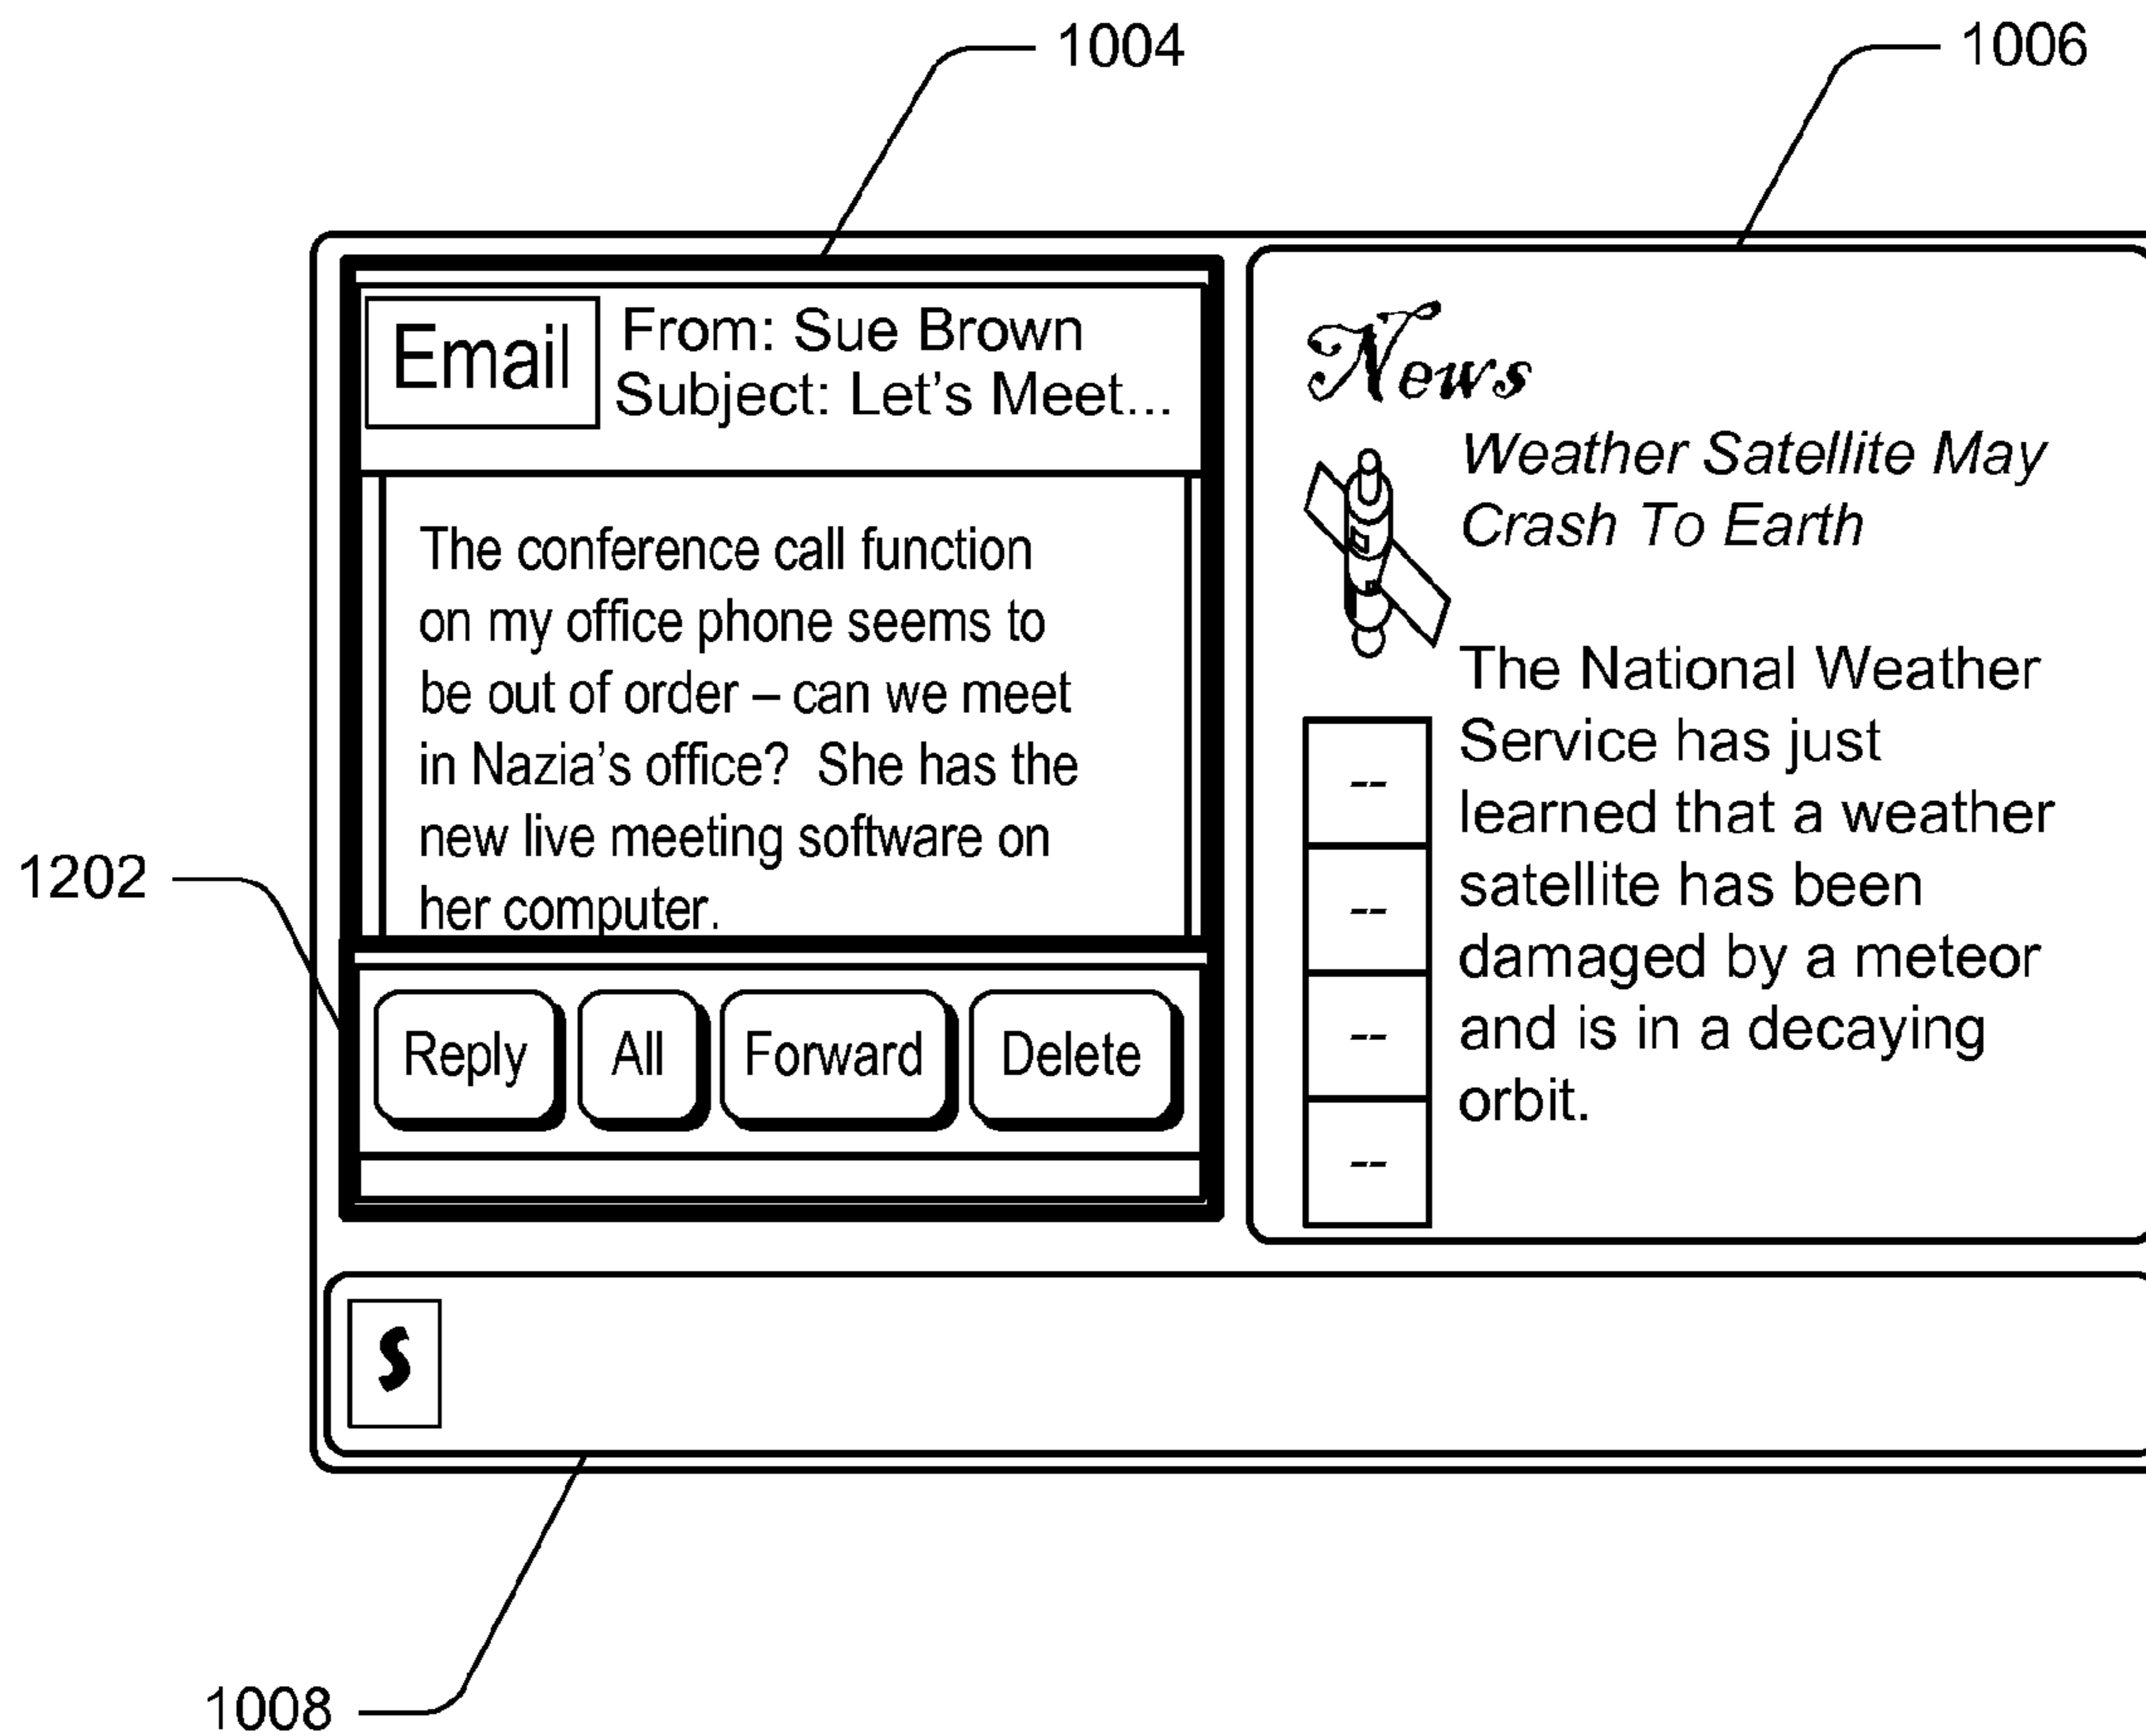 1004
1006
Email
From: Sue Brown
Subject: Let's Meet...
The conference call function
on my office phone seems to
be out of order – can we meet
in Nazia's office?  She has the
new live meeting software on
her computer.
1202
Reply
All
Forward
Delete
News
Weather Satellite May
Crash To Earth
The National Weather
Service has just
learned that a weather
satellite has been
damaged by a meteor
and is in a decaying
orbit.
--
--
--
--
S
1008